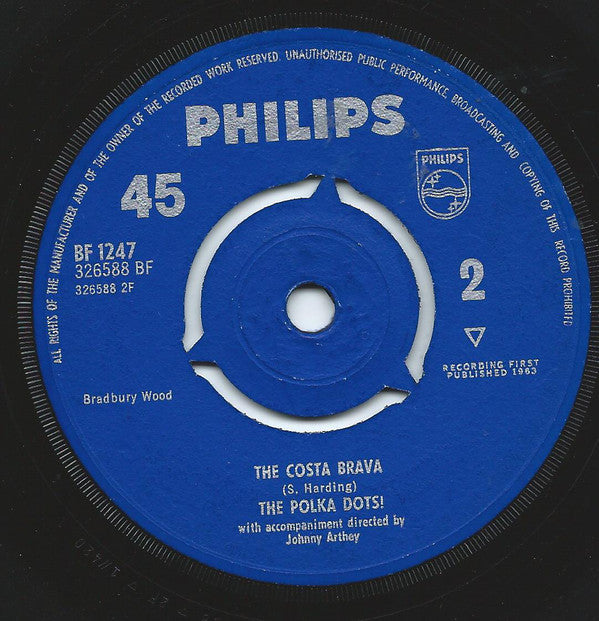 ALL RIGHTS OF THE MANUFACTURER AND OF THE OWNER OF THE RECORDED WORK RESERVED. UNAUTHORISED PUBLIC PERFORMANCE, BROADCASTING AND COPYING OF THIS RECORD PROHIBITED
PHILIPS
PHILIPS
45
BF 1247
326588 BF
326588 2F
2
RECORDING FIRST
PUBLISHED 1963
Bradbury Wood
THE COSTA BRAVA
(S. Harding)
THE POLKA DOTS!
with accompaniment directed by
Johnny Arthey